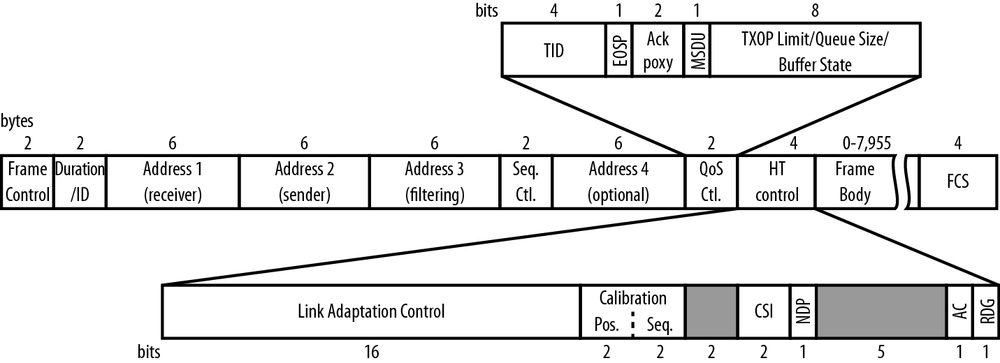 bits 4 1 2 1 8
TID EOSP Ack MSDU TXOP Limit/Queue Size/
poxy Buffer State
bytes
2 2 6 6 6 2 6 2 4 0-7,955 4
Frame Duration Address 1 Address 2 Address 3 Seq. Address 4 QoS HT Frame FCS
Control /ID (receiver) (sender) (filtering) Ctl. (optional) Ctl. control Body
Link Adaptation Control Calibration CSI NDP AC RDG
Pos. Seq.
bits 16 2 2 2 2 1 5 1 1